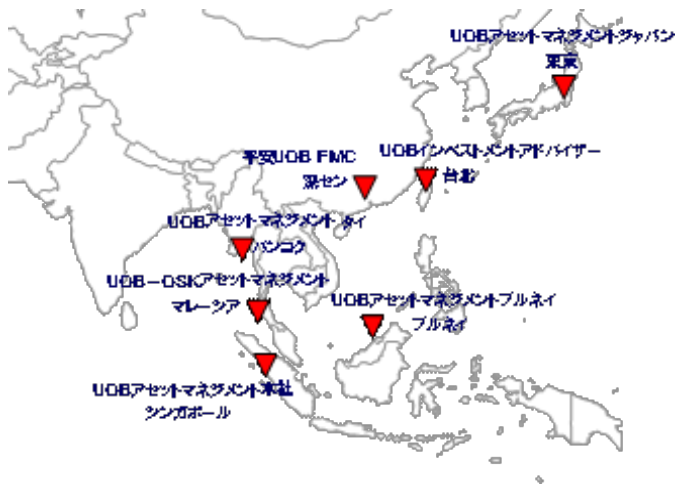 UOBアセットマネジメントジャパン
東京
UOBインベストメントアドバイザー
台北
平安UOB FMC
深セン
UOBアセットマネジメント タイ
バンコク
UOB－OSKアセットマネジメント
マレーシア
UOBアセットマネジメントブルネイ
ブルネイ
UOBアセットマネジメント本社
シンガポール